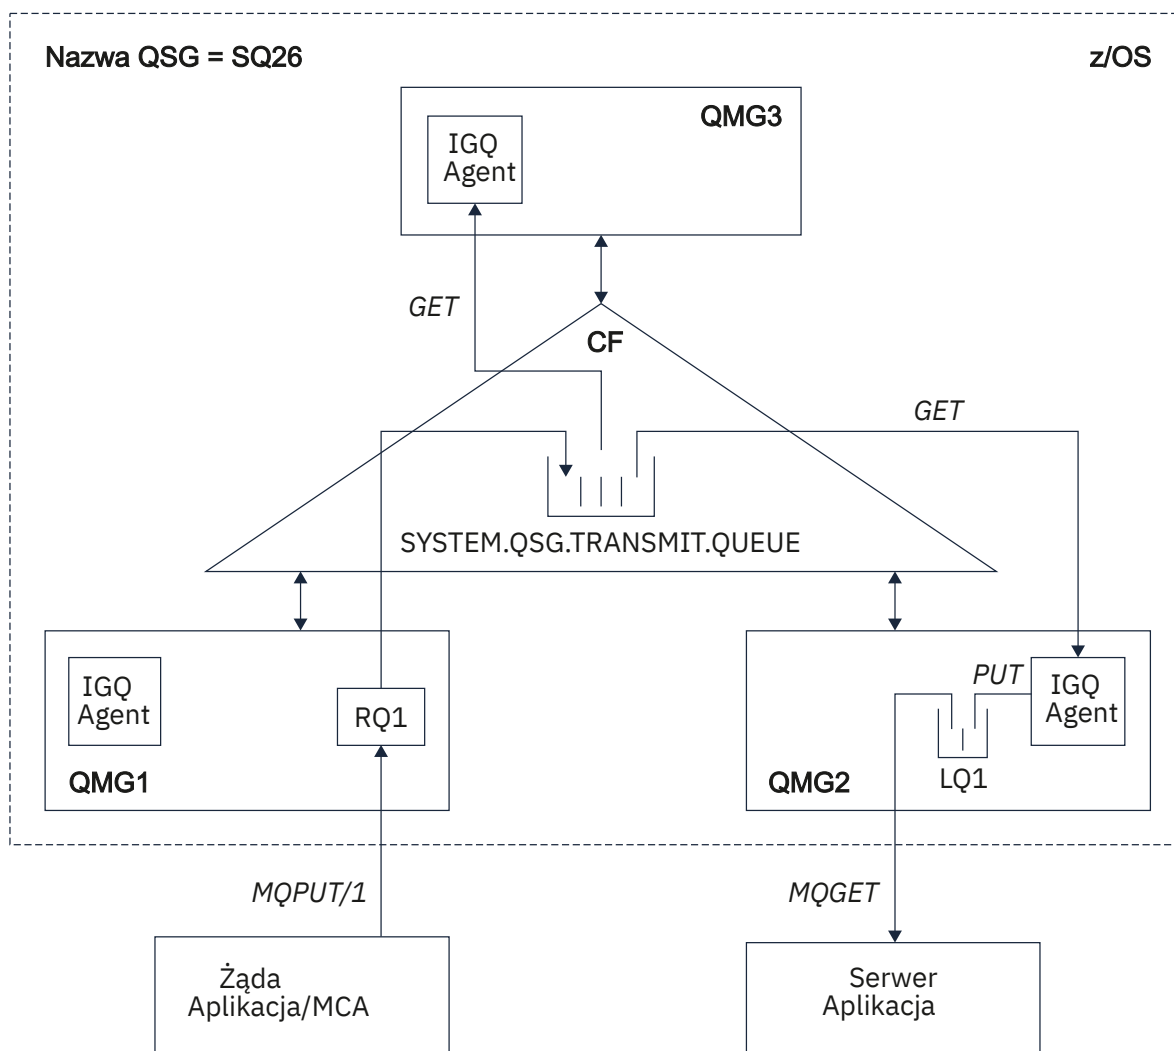 Nazwa QSG = SQ26
z/OS
QMG3
IGQ
Agent
GET
CF
GET
SYSTEM.QSG.TRANSMIT.QUEUE
IGQ
Agent
RQ1
QMG1
PUT
IGQ
Agent
LQ1
QMG2
MQPUT/1
MQGET
Żąda
Aplikacja/MCA
Serwer
Aplikacja